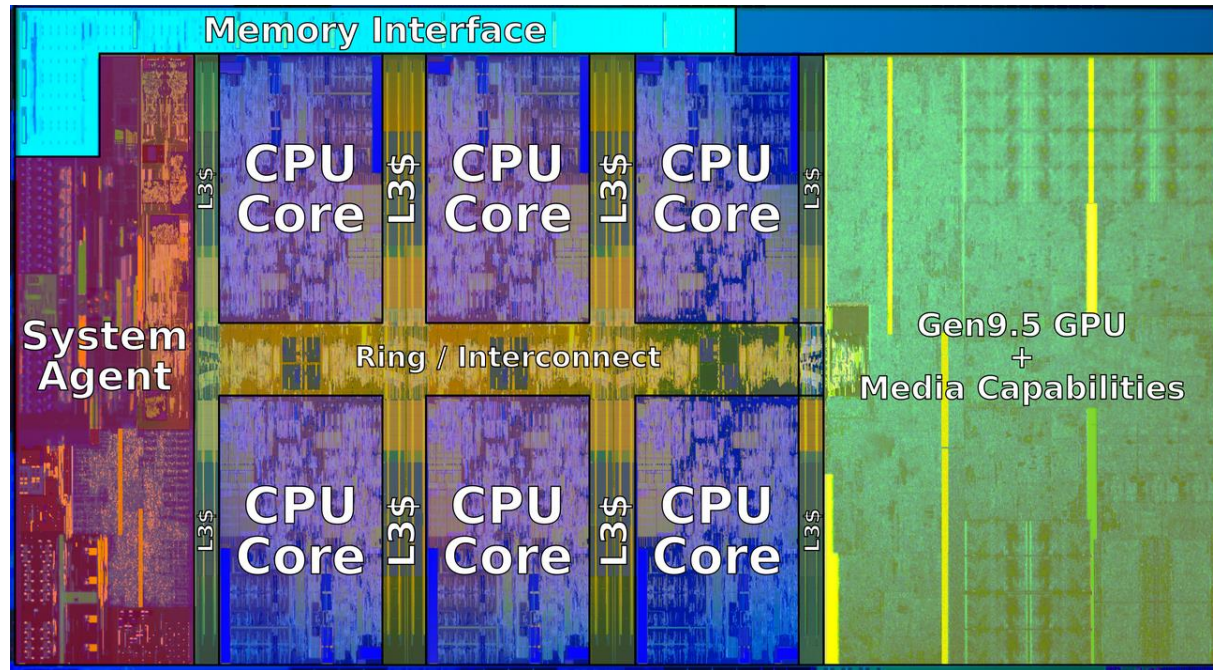 Memory Interface
L3$
CPU
Core
L3$
CPU
Core
L3$
CPU
Core
L3$
System
Agent
Ring / Interconnect
Gen9.5 GPU
+
Media Capabilities
L3$
CPU
Core
L3$
CPU
Core
L3$
CPU
Core
L3$